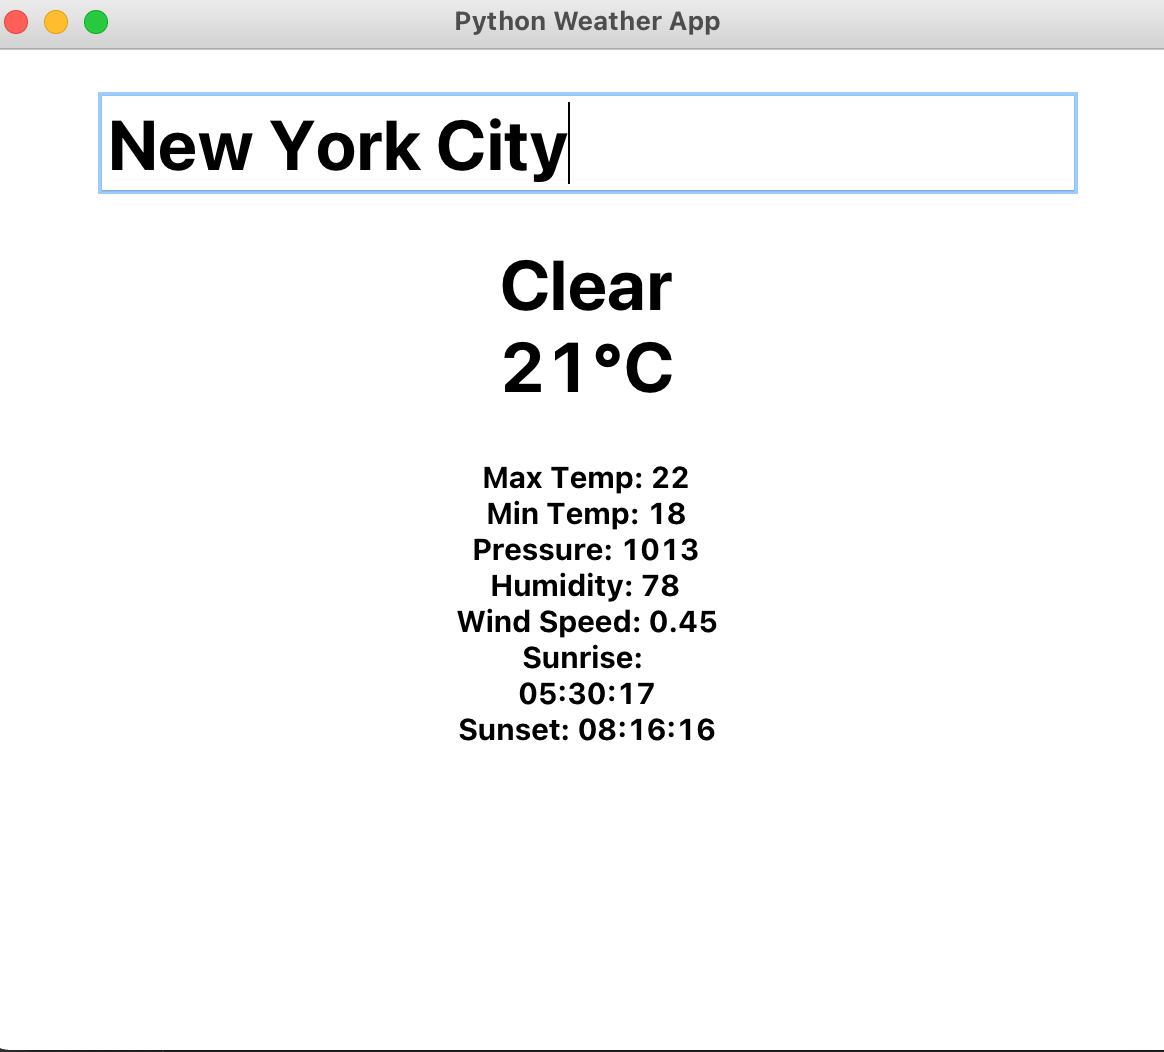 Python Weather App
New York City
Clear
21°C
Max Temp: 22
Min Temp: 18
Pressure: 1013
Humidity: 78
Wind Speed: 0.45
Sunrise:
05:30:17
Sunset: 08:16:16